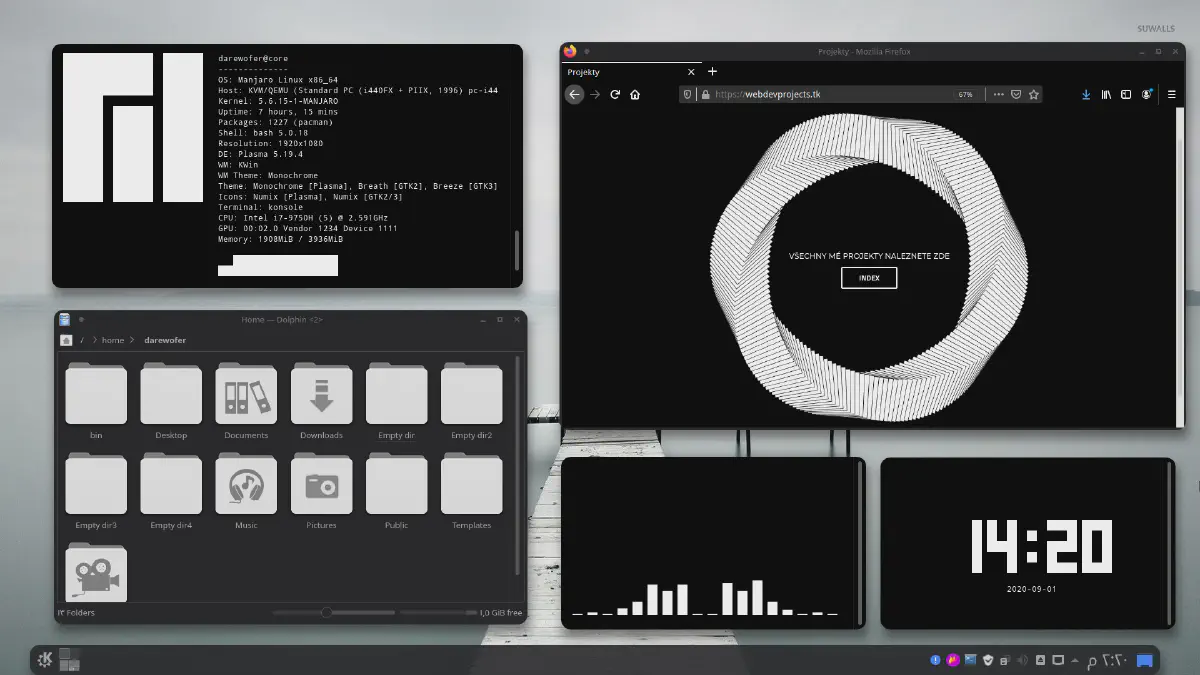 SUWALLS
darewofer@core
--------------
OS: Manjaro Linux x86_64
Host: KVM/QEMU (Standard PC (i440FX + PIIX, 1996) pc-i44
Kernel: 5.6.15-1-MANJARO
Uptime: 7 hours, 15 mins
Packages: 1227 (pacman)
Shell: bash 5.0.18
Resolution: 1920x1080
DE: Plasma 5.19.4
WM: KWin
WM Theme: Monochrome
Theme: Monochrome [Plasma], Breath [GTK2], Breeze [GTK3]
Icons: Numix [Plasma], Numix [GTK2/3]
Terminal: konsole
CPU: Intel i7-9750H (5) @ 2.591GHz
GPU: 00:02.0 Vendor 1234 Device 1111
Memory: 1908MiB / 3936MiB
Projekty - Mozilla Firefox
Projekty
https://webdevprojects.tk
67%
VŠECHNY MÉ PROJEKTY NALEZNETE ZDE
INDEX
Home — Dolphin <2>
/ > home > darewofer
bin
Desktop
Documents
Downloads
Empty dir
Empty dir2
Empty dir3
Empty dir4
Music
Pictures
Public
Templates
Folders
1,0 GiB free
14:20
2020-09-01
٢:٢٠ م